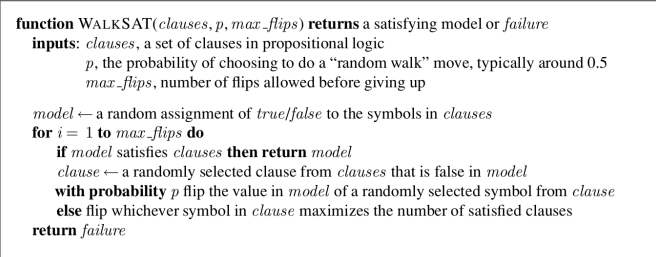 function WALKSAT(clauses, p, max_flips) returns a satisfying model or failure
inputs: clauses, a set of clauses in propositional logic
p, the probability of choosing to do a “random walk” move, typically around 0.5
max_flips, number of flips allowed before giving up
model ← a random assignment of true/false to the symbols in clauses
for i = 1 to max_flips do
if model satisfies clauses then return model
clause ← a randomly selected clause from clauses that is false in model
with probability p flip the value in model of a randomly selected symbol from clause
else flip whichever symbol in clause maximizes the number of satisfied clauses
return failure